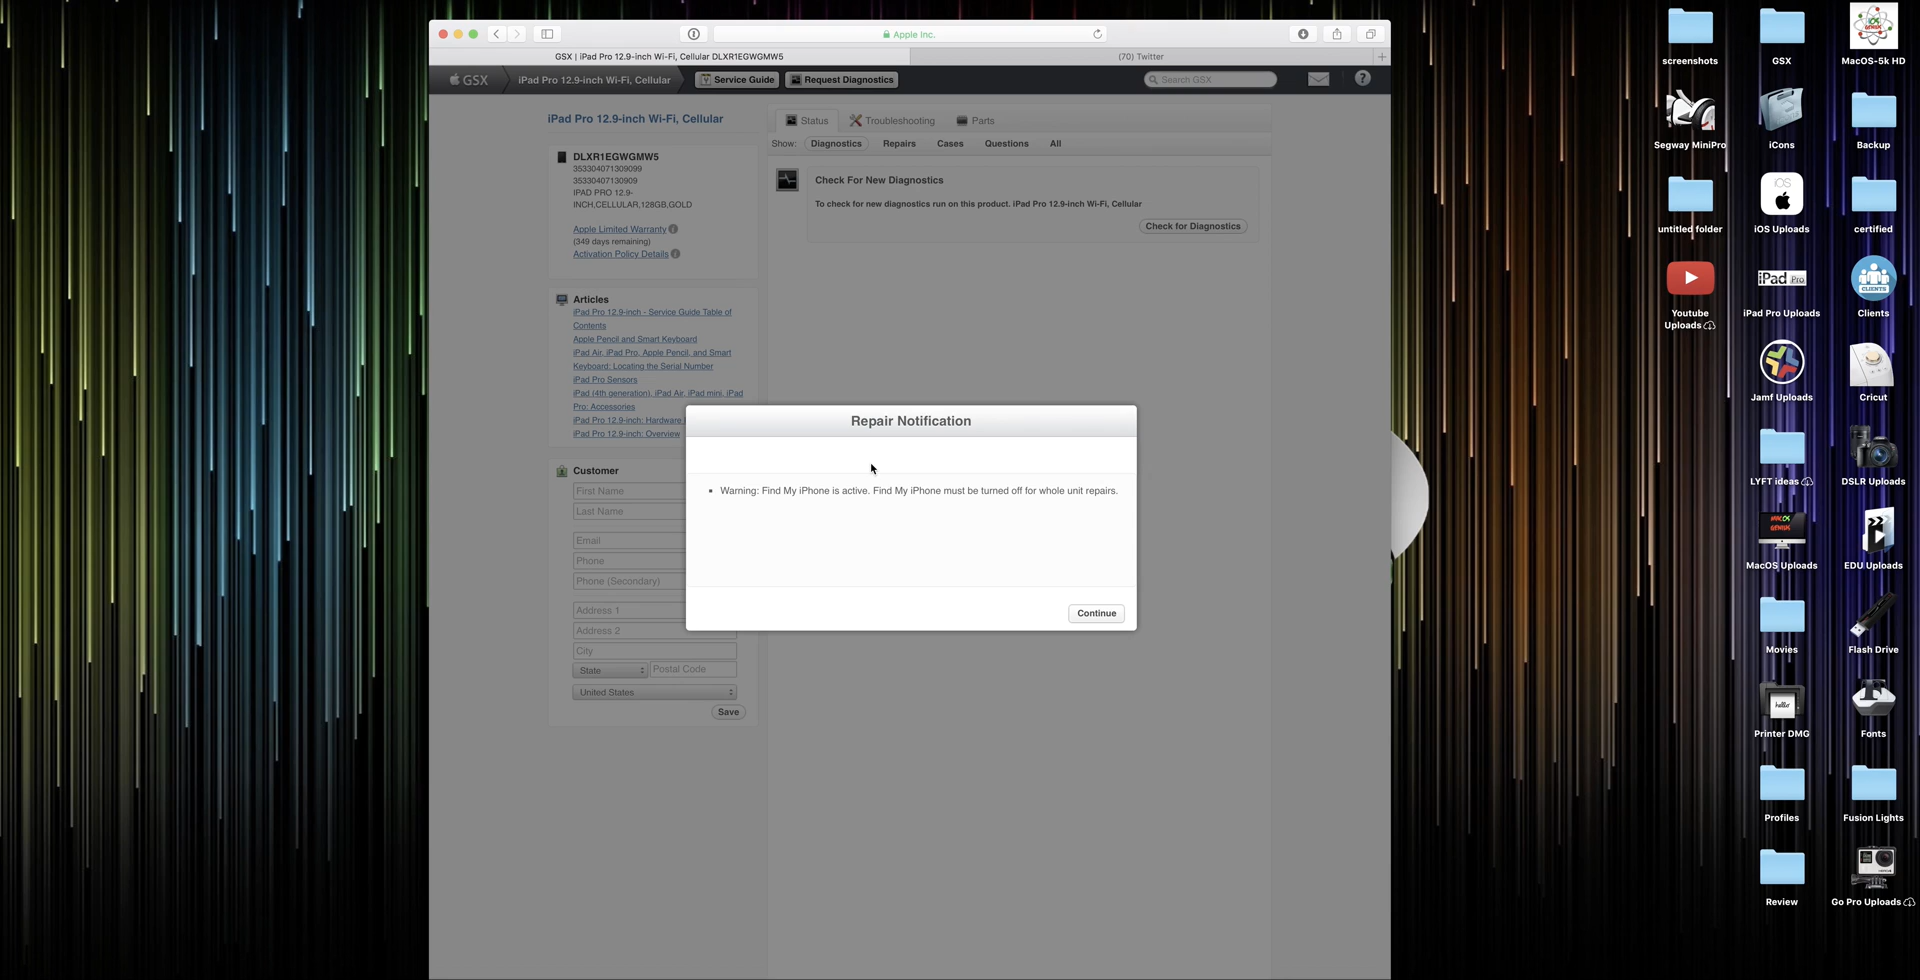 Apple Inc.
GSX | iPad Pro 12.9-inch Wi-Fi, Cellular DLXR1EGWGMW5
(70) Twitter
GSX
iPad Pro 12.9-inch Wi-Fi, Cellular
Service Guide
Request Diagnostics
Search GSX
?
iPad Pro 12.9-inch Wi-Fi, Cellular
DLXR1EGWGMW5
353304071309099
35330407130909
IPAD PRO 12.9-
INCH,CELLULAR,128GB,GOLD
Apple Limited Warranty
(349 days remaining)
Activation Policy Details
Articles
iPad Pro 12.9-inch - Service Guide Table of
Contents
Apple Pencil and Smart Keyboard
iPad Air, iPad Pro, Apple Pencil, and Smart
Keyboard: Locating the Serial Number
iPad Pro Sensors
iPad (4th generation), iPad Air, iPad mini, iPad
Pro: Accessories
iPad Pro 12.9-inch: Hardware
iPad Pro 12.9-inch: Overview
Customer
First Name
Last Name
Email
Phone
Phone (Secondary)
Address 1
Address 2
City
State
Postal Code
United States
Save
Status
Troubleshooting
Parts
Show:
Diagnostics
Repairs
Cases
Questions
All
Check For New Diagnostics
To check for new diagnostics run on this product. iPad Pro 12.9-inch Wi-Fi, Cellular
Check for Diagnostics
Repair Notification
Warning: Find My iPhone is active. Find My iPhone must be turned off for whole unit repairs.
Continue
screenshots
GSX
MacOS-5k HD
Segway MiniPro
iCons
Backup
untitled folder
iOS
iOS Uploads
certified
Youtube
Uploads
iPad Pro
iPad Pro Uploads
CLIENTS
Clients
Jamf Uploads
Cricut
LYFT ideas
DSLR Uploads
MACOS
GENIUS
MacOS Uploads
EDU Uploads
Movies
Flash Drive
hello
Printer DMG
Fonts
Profiles
Fusion Lights
Review
Go Pro Uploads